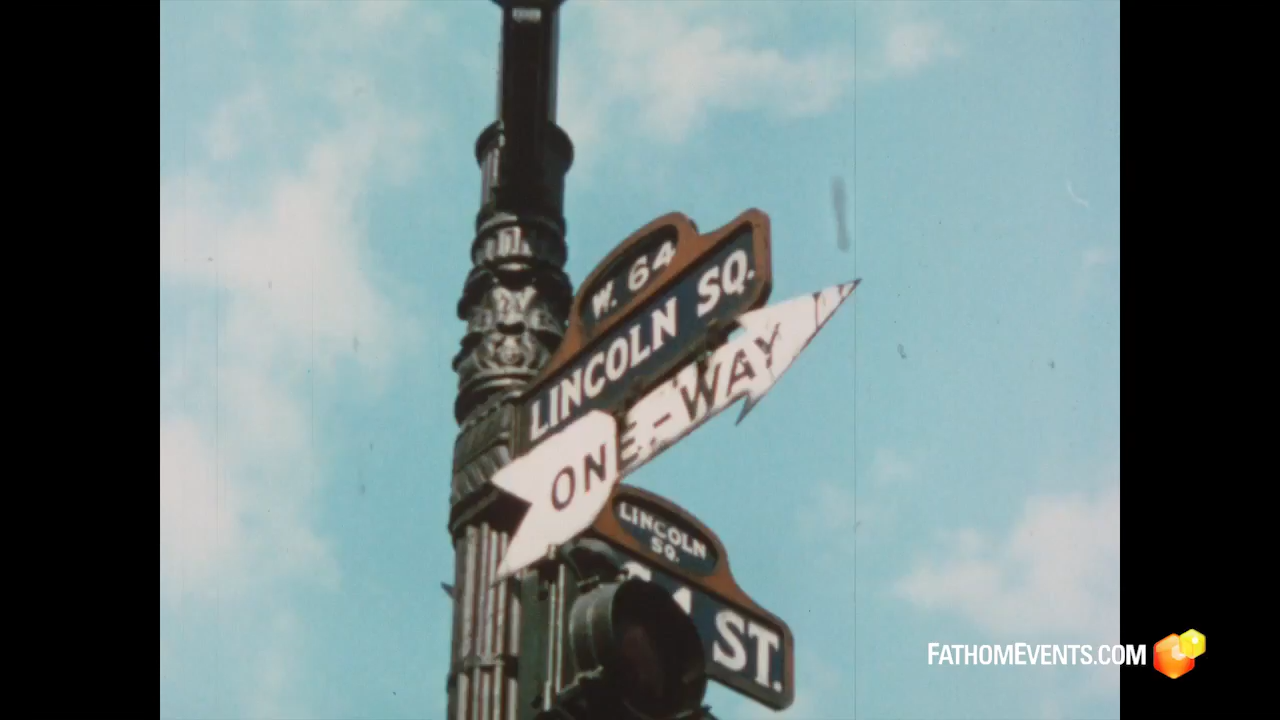 W. 64
LINCOLN SQ.
ONE-WAY
LINCOLN
SQ.
ST.
FATHOMEVENTS.COM